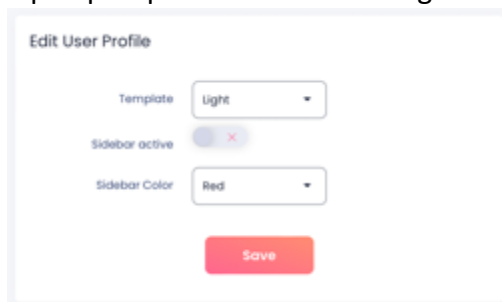 Edit User Profile
Template Light
Sidebar active
Sidebar Color Red
Save